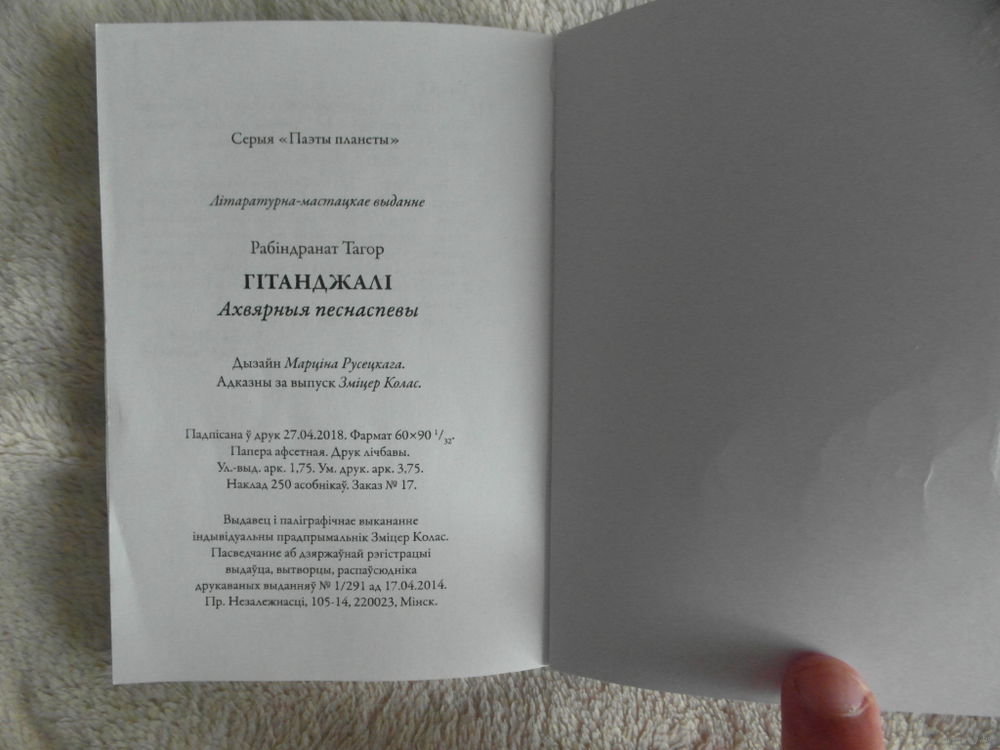 Серыя «Паэты планеты»
Літаратурна-мастацкае выданне
Рабіндранат Тагор
ГІТАНДЖАЛІ
Ахвярныя песнаспевы
Дызайн Марціна Русецкага.
Адказны за выпуск Зміцер Колас.
Падпісана ў друк 27.04.2018. Фармат 60×90 1/32.
Папера афсетная. Друк лічбавы.
Ул.-выд. арк. 1,75. Ум. друк. арк. 3,75.
Наклад 250 асобнікаў. Заказ № 17.
Выдавец і паліграфічнае выкананне
індывідуальны прадпрымальнік Зміцер Колас.
Пасведчанне аб дзяржаўнай рэгістрацыі
выдаўца, вытворцы, распаўсюдніка
друкаваных выданняў № 1/291 ад 17.04.2014.
Пр. Незалежнасці, 105-14, 220023, Мінск.